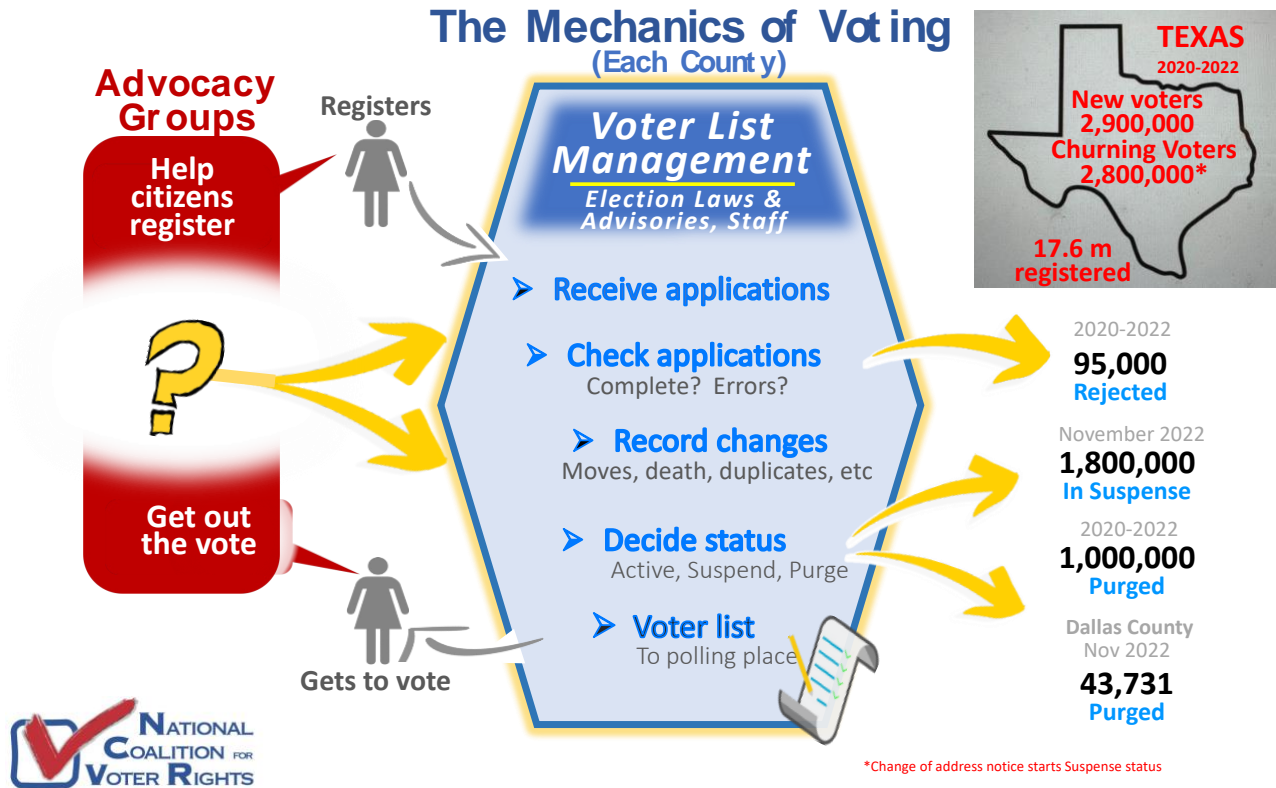 The Mechanics of Voting
(Each County)
Advocacy
Groups
Help
citizens
register
?
Get out
the vote
Registers
Gets to vote
Voter List
Management
Election Laws &
Advisories, Staff
Receive applications
Check applications
Complete? Errors?
Record changes
Moves, death, duplicates, etc
Decide status
Active, Suspend, Purge
Voter list
To polling place
TEXAS
2020-2022
New voters
2,900,000
Churning Voters
2,800,000*
17.6 m
registered
2020-2022
95,000
Rejected
November 2022
1,800,000
In Suspense
2020-2022
1,000,000
Purged
Dallas County
Nov 2022
43,731
Purged
*Change of address notice starts Suspense status
NATIONAL
COALITION FOR
VOTER RIGHTS